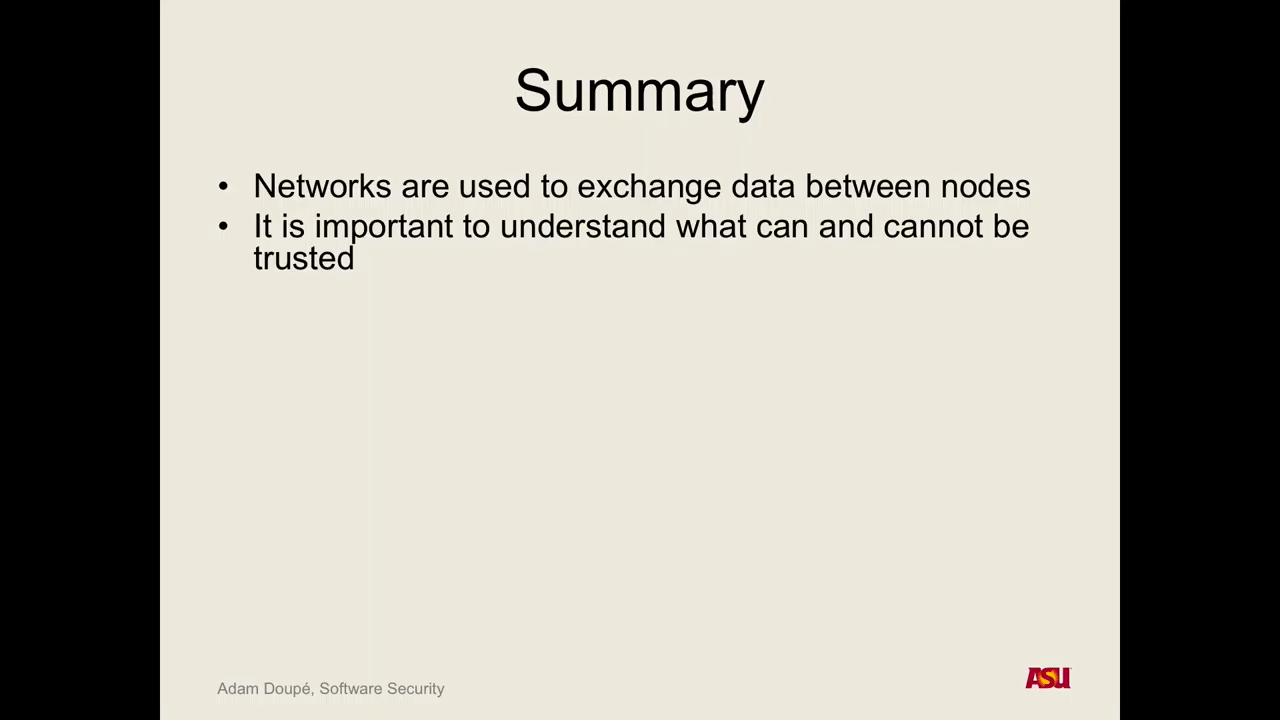 Summary
• Networks are used to exchange data between nodes
• It is important to understand what can and cannot be
trusted
Adam Doupé, Software Security
ASU